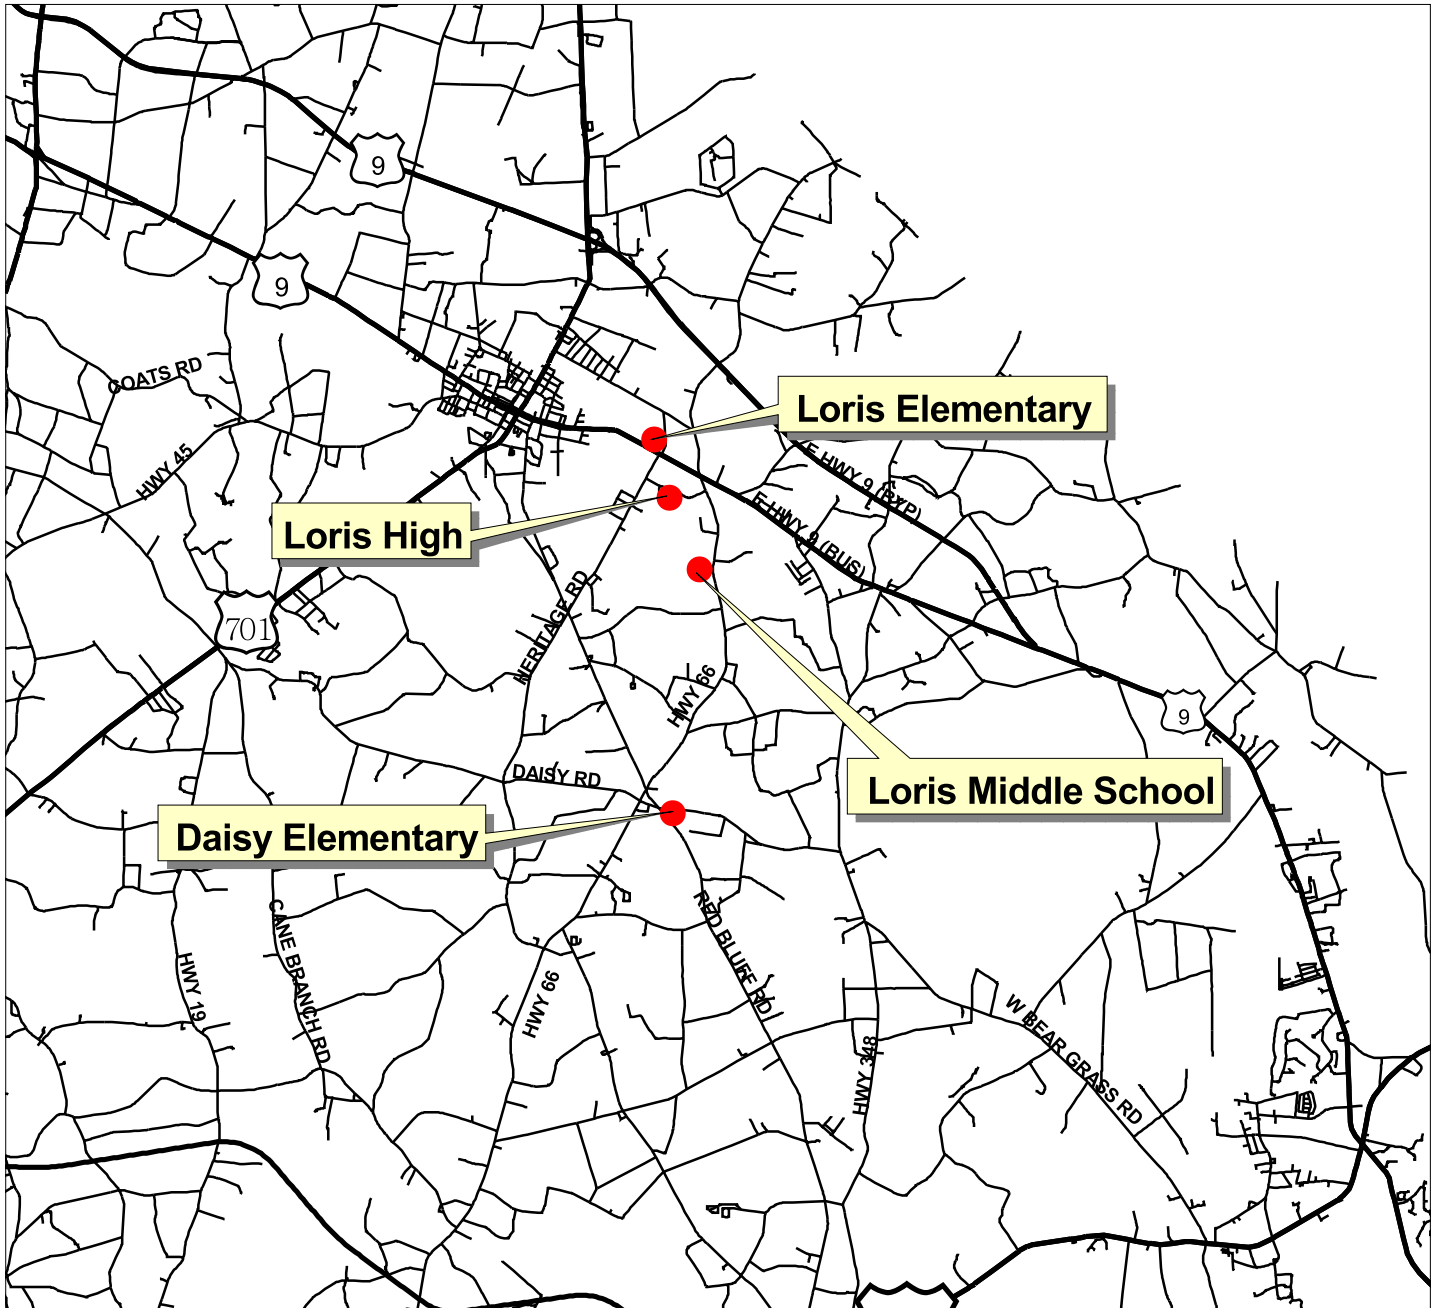 9
9
COATS RD
Loris Elementary
HWY 45
E HWY 9 (BYP)
E HWY 9 (BUS)
Loris High
HERITAGE RD
701
HWY 66
9
DAISY RD
Loris Middle School
Daisy Elementary
RED BLUFF RD
CANE BRANCH RD
HWY 19
HWY 66
W BEAR GRASS RD
HWY 348